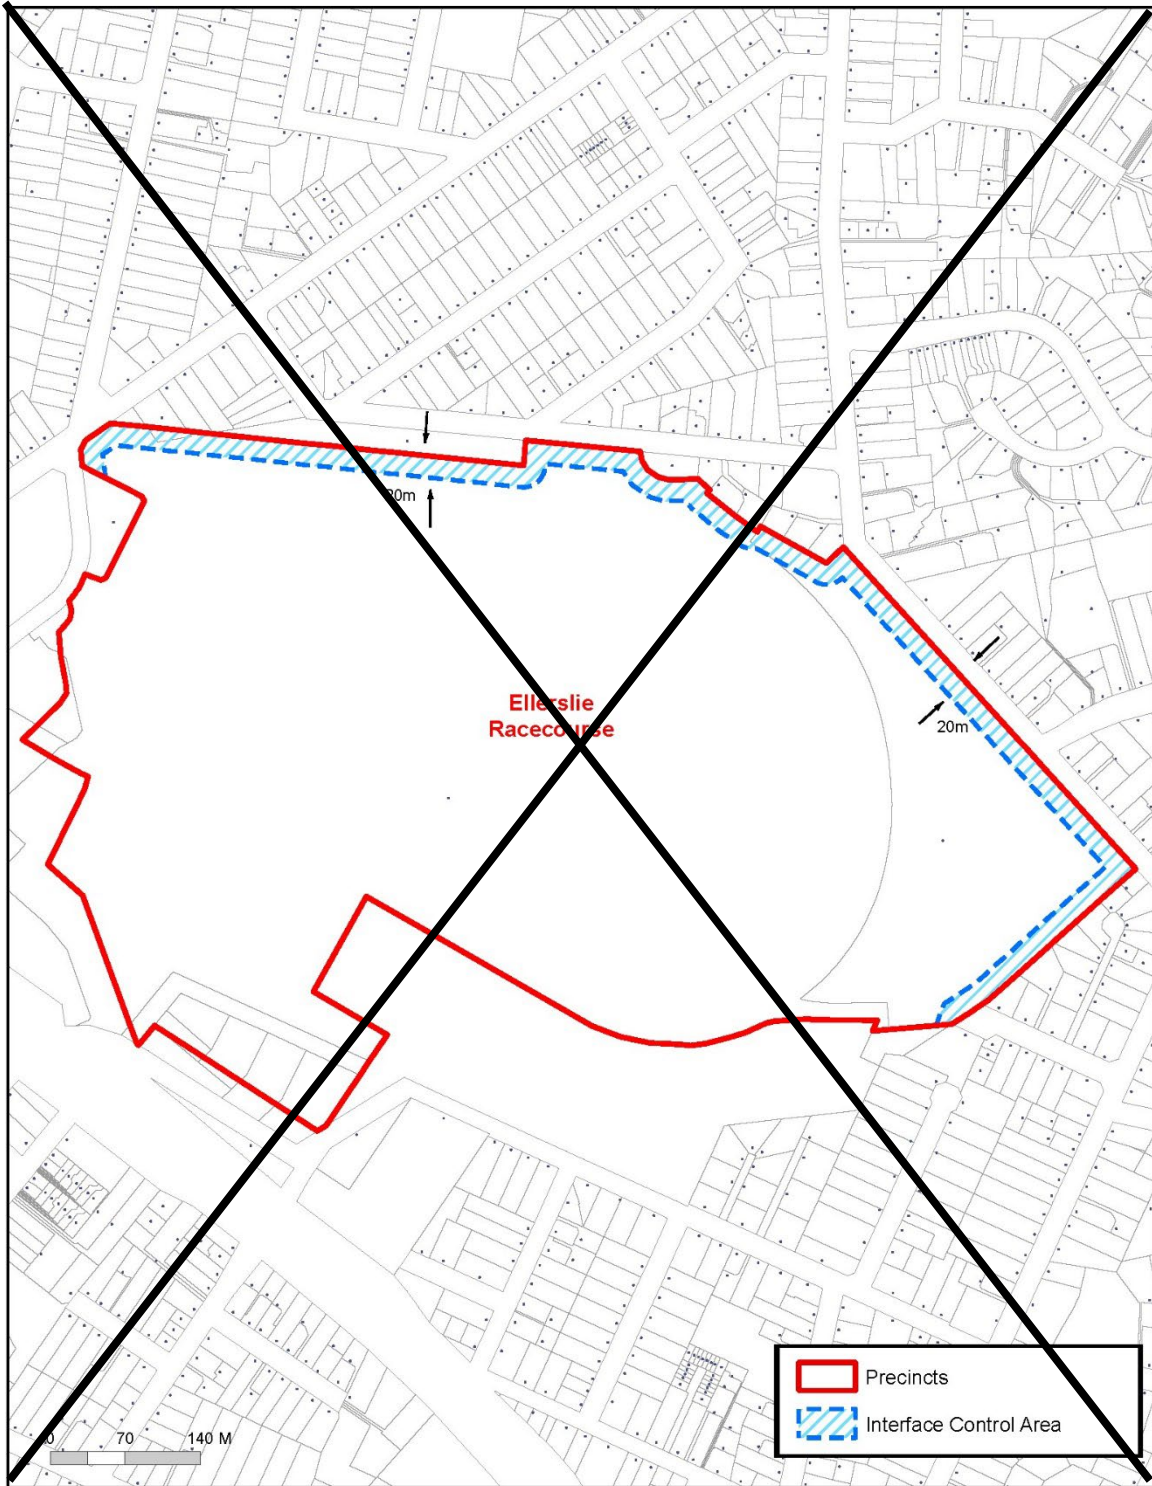 20m
20m
Ellerslie
Racecourse
Precincts
Interface Control Area
0 70 140 M